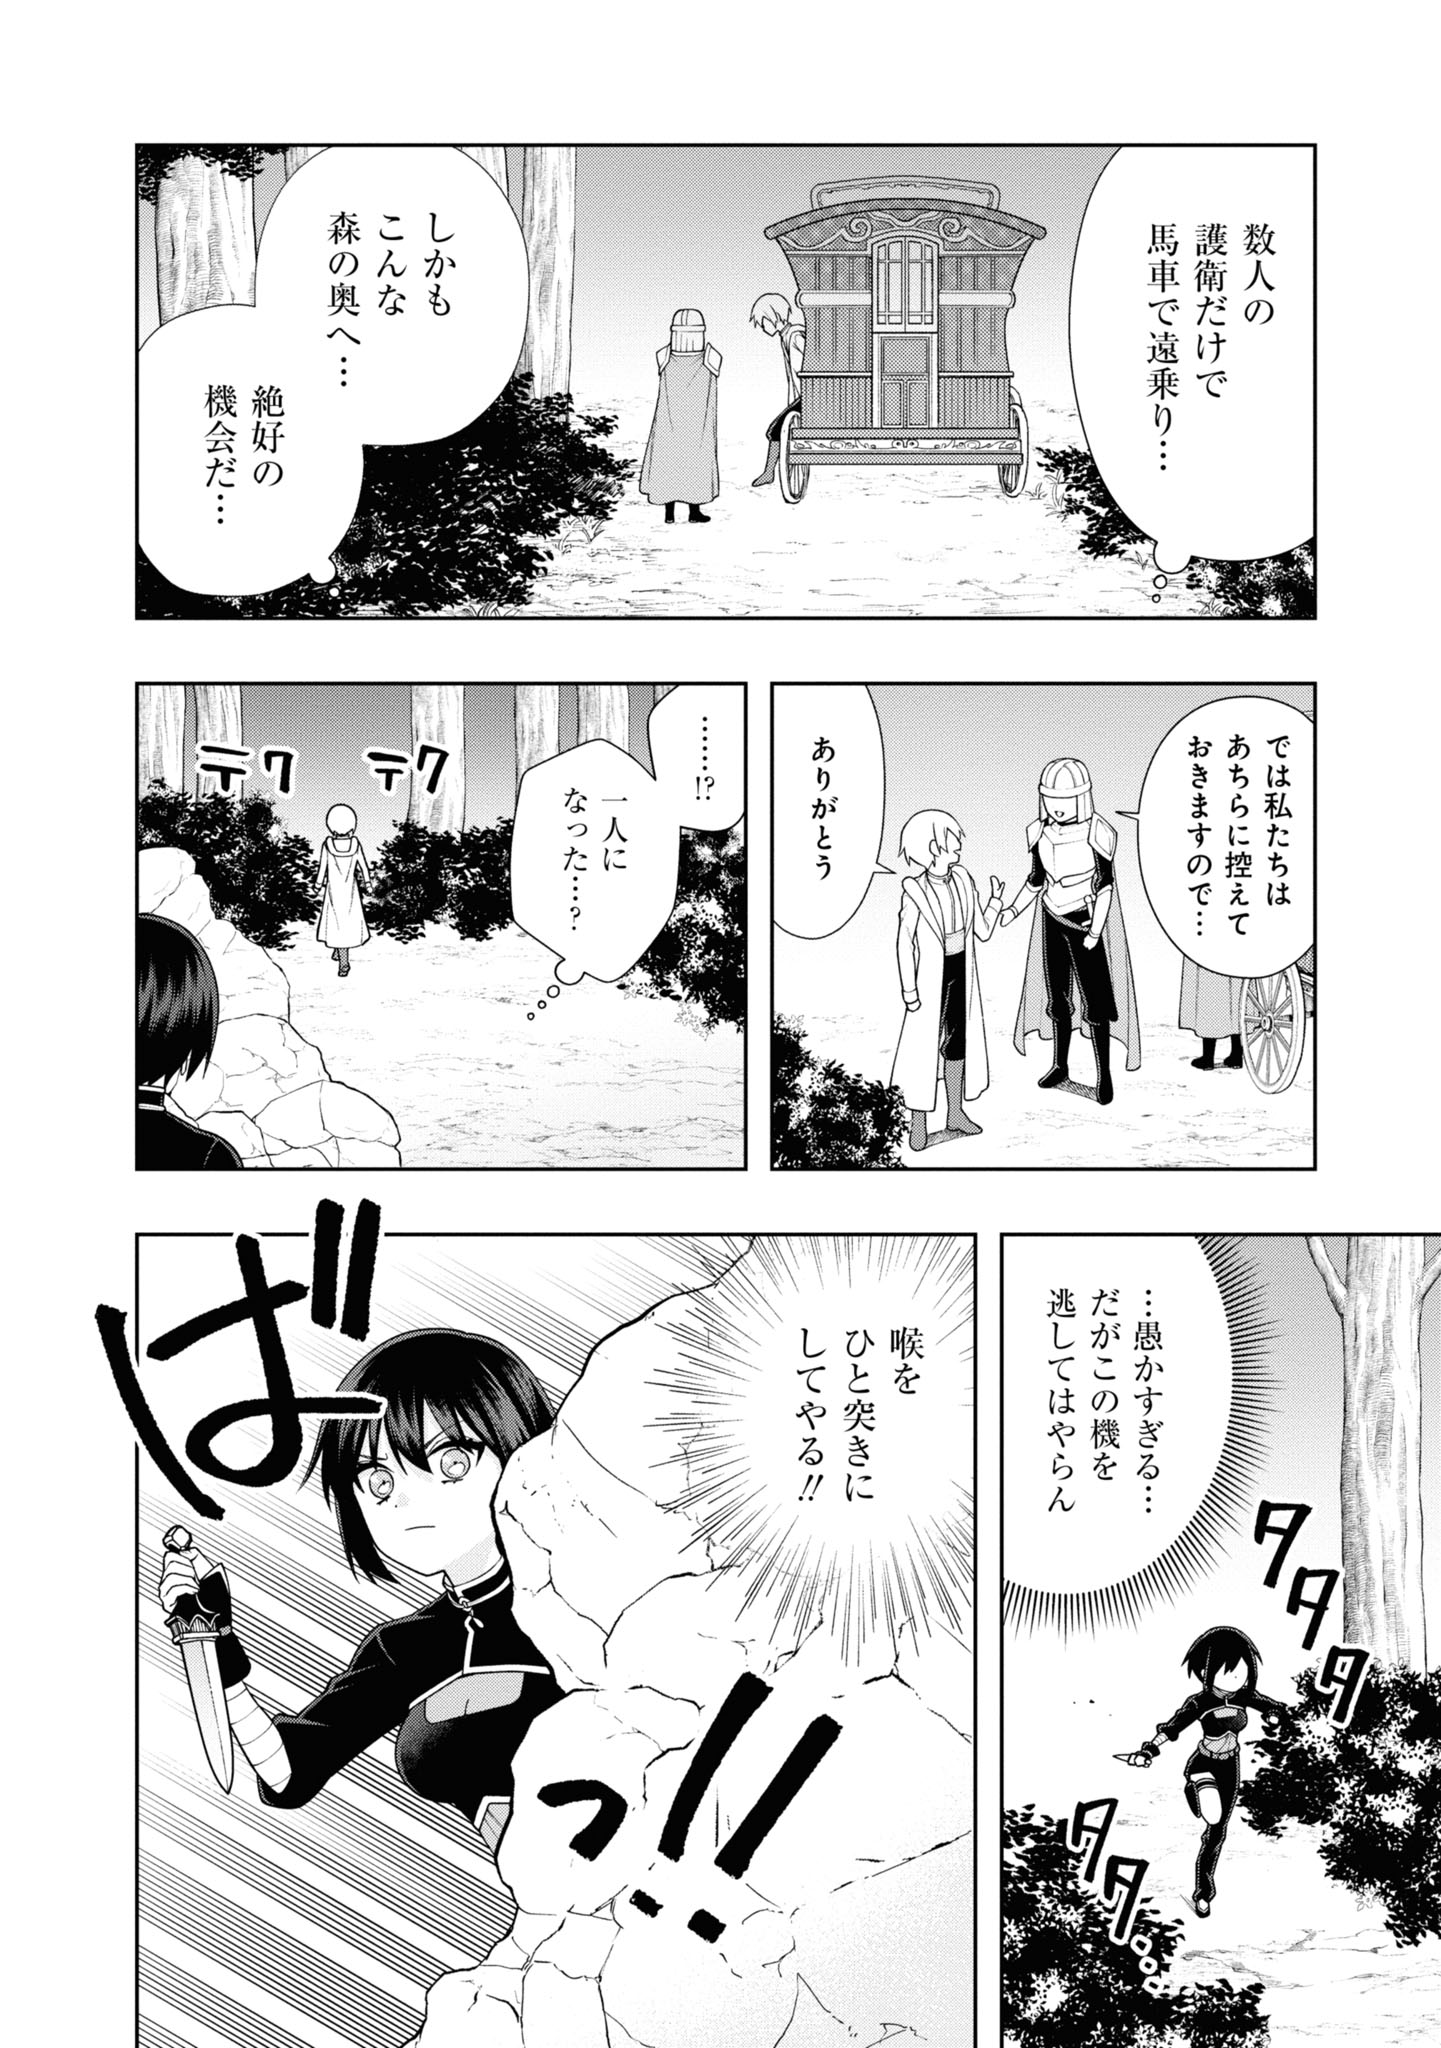 数人の
護衛だけで
馬車で遠乗り…
しかも
こんな
森の奥へ…
絶好の
機会だ…
では私たちは
あちらに控えて
おきますので…
ありがとう
……!?
一人に
なった…?
テク
テク
…愚かすぎる…
だがこの機を
逃してはやらん
タタタ
タタタ…
喉を
ひと突きに
してやる!!
ばっ!!